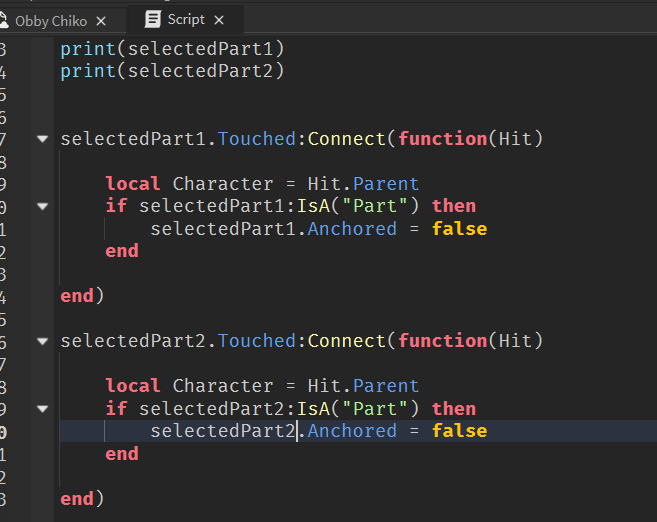 Obby Chiko ×
Script ×
3 print(selectedPart1)
4 print(selectedPart2)
5
6
7 selectedPart1.Touched:Connect(function(Hit)
8
9 local Character = Hit.Parent
0 if selectedPart1:IsA("Part") then
1 selectedPart1.Anchored = false
2 end
3
4 end)
5
6 selectedPart2.Touched:Connect(function(Hit)
7
8 local Character = Hit.Parent
9 if selectedPart2:IsA("Part") then
0 selectedPart2.Anchored = false
1 end
2
3 end)